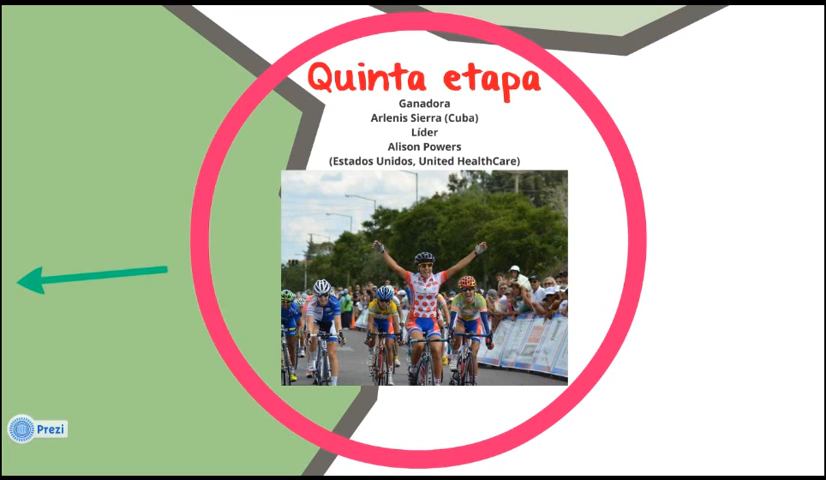 Quinta etapa
Ganadora
Arlenis Sierra (Cuba)
Líder
Alison Powers
(Estados Unidos, United HealthCare)
Prezi